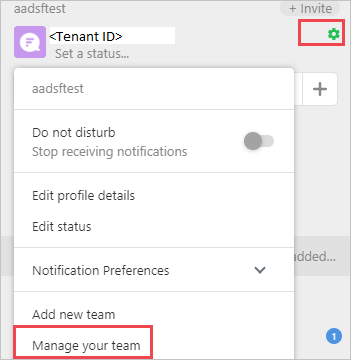 aadsftest
+ Invite
<Tenant ID>
Set a status...
+
aadsftest
Do not disturb
Stop receiving notifications
Edit profile details
Edit status
added...
Notification Preferences
Add new team
1
Manage your team